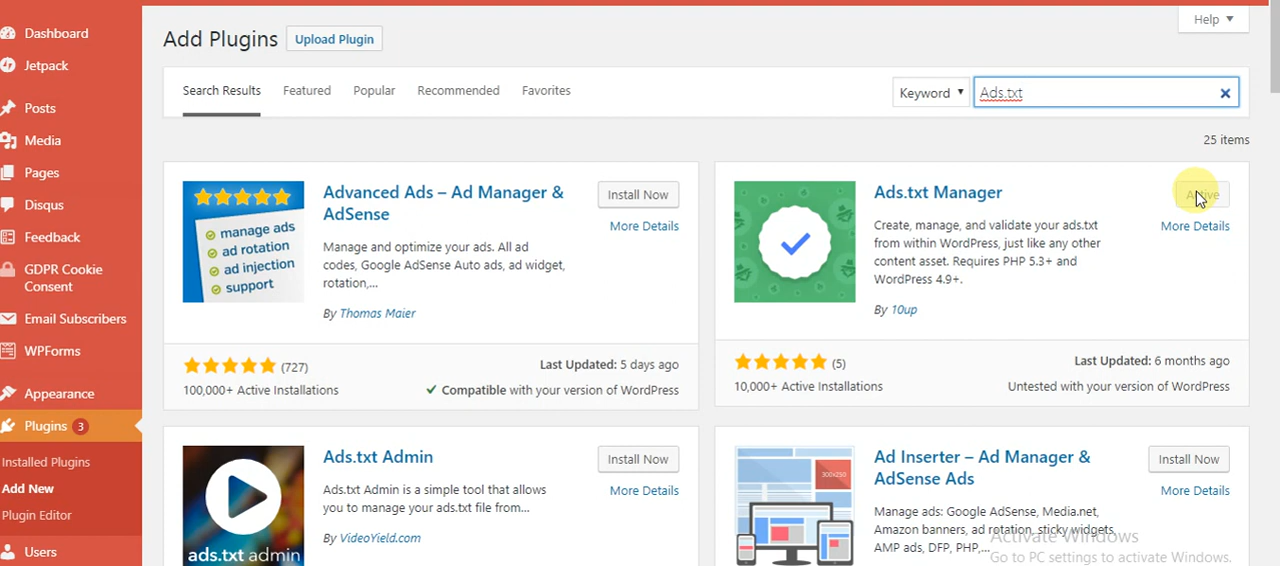 Dashboard
Jetpack
Posts
Media
Pages
Disqus
Feedback
GDPR Cookie
Consent
Email Subscribers
WPForms
Appearance
Plugins 3
Installed Plugins
Add New
Plugin Editor
Users
Help
Add Plugins Upload Plugin
Search Results Featured Popular Recommended Favorites Keyword Ads.txt
25 items
manage ads
ad rotation
ad injection
support
Advanced Ads – Ad Manager &
AdSense
Install Now
More Details
Manage and optimize your ads. All ad
codes, Google AdSense Auto ads, ad widget,
rotation,...
By Thomas Maier
(727)
100,000+ Active Installations
Last Updated: 5 days ago
Compatible with your version of WordPress
Ads.txt Manager
Active
More Details
Create, manage, and validate your ads.txt
from within WordPress, just like any other
content asset. Requires PHP 5.3+ and
WordPress 4.9+.
By 10up
(5)
10,000+ Active Installations
Last Updated: 6 months ago
Untested with your version of WordPress
ads.txt admin
Ads.txt Admin
Install Now
More Details
Ads.txt Admin is a simple tool that allows
you to manage your ads.txt file from...
By VideoYield.com
300x250
Ad Inserter – Ad Manager &
AdSense Ads
Install Now
More Details
Manage ads: Google AdSense, Media.net,
Amazon banners, ad rotation, sticky widgets,
AMP ads, DFP, PHP,...
Activate Windows
Go to PC settings to activate Windows.